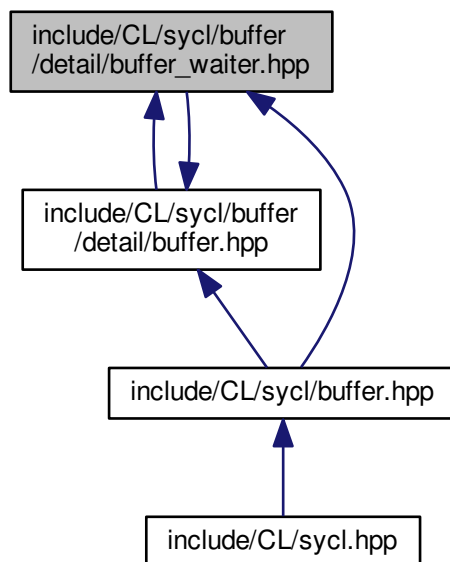 include/CL/sycl/buffer
/detail/buffer_waiter.hpp
include/CL/sycl/buffer
/detail/buffer.hpp
include/CL/sycl/buffer.hpp
include/CL/sycl.hpp